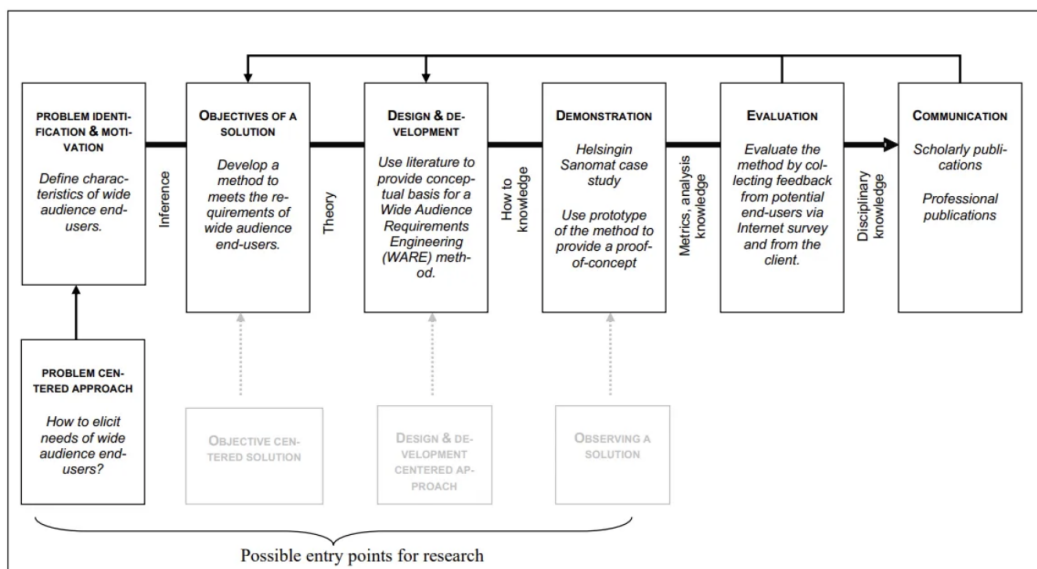 PROBLEM IDENTI-
FICATION & MOTI-
VATION
Define charac-
teristics of wide
audience end-
users.
Inference
OBJECTIVES OF A
SOLUTION
Develop a
method to
meets the re-
quirements of
wide audience
end-users.
Theory
DESIGN & DE-
VELOPMENT
Use literature to
provide concep-
tual basis for a
Wide Audience
Requirements
Engineering
(WARE) meth-
od.
How to
knowledge
DEMONSTRATION
Helsingin
Sanomat case
study
Use prototype
of the method to
provide a proof-
of-concept
Metrics, analysis
knowledge
EVALUATION
Evaluate the
method by col-
lecting feedback
from potential
end-users via
Internet survey
and from the
client.
Disciplinary
knowledge
COMMUNICATION
Scholarly publi-
cations
Professional
publications
PROBLEM CEN-
TERED APPROACH
How to elicit
needs of wide
audience end-
users?
OBJECTIVE CEN-
TERED SOLUTION
DESIGN & DE-
VELOPMENT
CENTERED AP-
PROACH
OBSERVING A
SOLUTION
Possible entry points for research